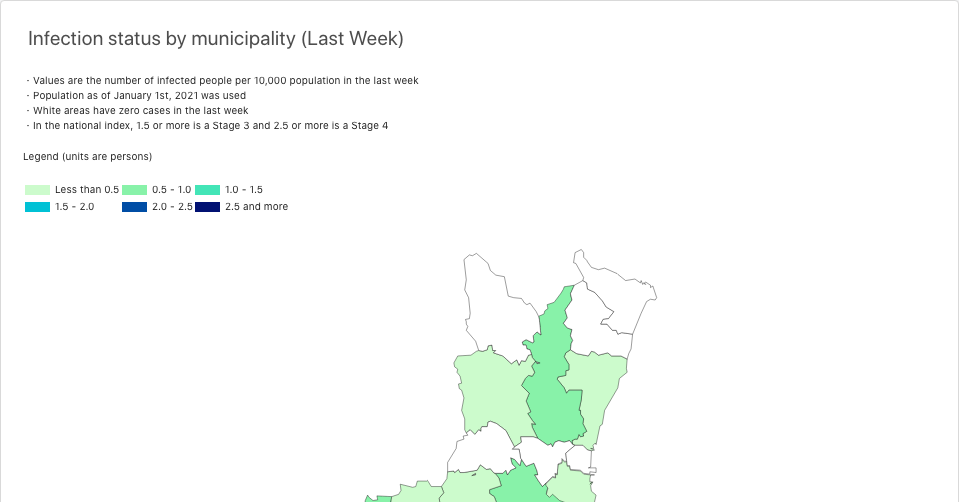 Infection status by municipality (Last Week)
· Values are the number of infected people per 10,000 population in the last week
· Population as of January 1st, 2021 was used
· White areas have zero cases in the last week
· In the national index, 1.5 or more is a Stage 3 and 2.5 or more is a Stage 4
Legend (units are persons)
Less than 0.5 0.5 - 1.0 1.0 - 1.5
1.5 - 2.0 2.0 - 2.5 2.5 and more